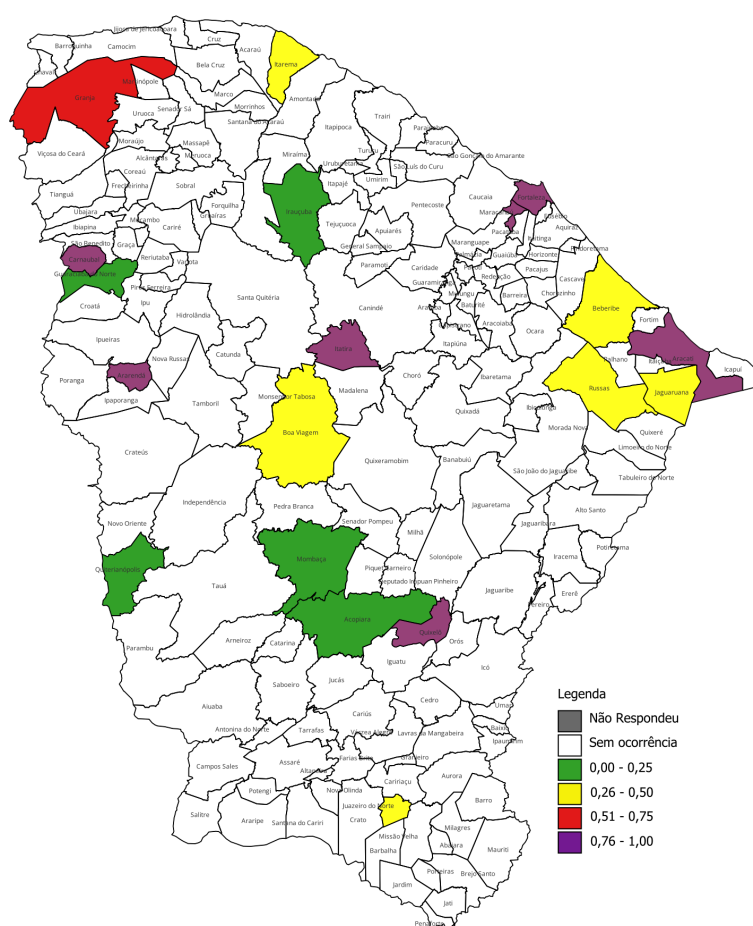 Jijoca de Jericoacoara
Cruz
Barroquinha
Camocim
Acaraú
Itarema
Bela Cruz
Chaval
Martinópole
Granja
Marco
Amontada
Morrinhos
Senador Sá
Uruoca
Santana do Acaraú
Itapipoca
Trairi
Paraipaba
Paracuru
Moraújo
Massapê
Viçosa do Ceará
Alcântaras
Meruoca
Miraíma
Tururu
Uruburetama
São Gonçalo do Amarante
São Luís do Curu
Coreaú
Umirim
Frecheirinha
Sobral
Itapajé
Tianguá
Forquilha
Irauçuba
Pentecoste
Caucaia
Fortaleza
Ubajara
Mucambo
Groaíras
Maracanaú
Eusébio
Ibiapina
Cariré
Tejuçuoca
Apuiarés
Pacatuba
Aquiraz
Itaitinga
São Benedito
Graça
General Sampaio
Maranguape
Pindoretama
Carnaubal
Reriutaba
Varjota
Palmácia
Guaiúba
Horizonte
Paramoti
Caridade
Pacajus
Guaraciaba do Norte
Redenção
Cascavel
Pires Ferreira
Guaramiranga
Mulungu
Barreira
Chorozinho
Santa Quitéria
Croatá
Ipu
Aratuba
Baturité
Canindé
Beberibe
Hidrolândia
Fortim
Capistrano
Aracoiaba
Ocara
Ipueiras
Itapiúna
Nova Russas
Catunda
Itatira
Palhano
Itaiçaba
Aracati
Icapuí
Ararendá
Choró
Ibaretama
Poranga
Monsenhor Tabosa
Madalena
Russas
Jaguaruana
Ipaporanga
Tamboril
Ibicuitinga
Quixadá
Morada Nova
Boa Viagem
Quixeré
Limoeiro do Norte
Crateús
Quixeramobim
Banabuiú
São João do Jaguaribe
Tabuleiro do Norte
Independência
Pedra Branca
Jaguaretama
Alto Santo
Novo Oriente
Senador Pompeu
Jaguaribara
Milhã
Potiretama
Mombaça
Solonópole
Iracema
Quiterianópolis
Piquet Carneiro
Deputado Irapuan Pinheiro
Tauá
Jaguaribe
Ererê
Pereiro
Acopiara
Quixelô
Parambu
Arneiroz
Catarina
Orós
Iguatu
Icó
Saboeiro
Jucás
Aiuaba
Cedro
Umari
Cariús
Antonina do Norte
Tarrafas
Várzea Alegre
Lavras da Mangabeira
Baixio
Ipaumirim
Farias Brito
Granjeiro
Campos Sales
Assaré
Altaneira
Aurora
Caririaçu
Potengi
Nova Olinda
Juazeiro do Norte
Barro
Salitre
Araripe
Santana do Cariri
Crato
Missão Velha
Milagres
Barbalha
Abaiara
Mauriti
Porteiras
Brejo Santo
Jardim
Jati
Penaforte
Legenda
Não Respondeu
Sem ocorrência
0,00 - 0,25
0,26 - 0,50
0,51 - 0,75
0,76 - 1,00